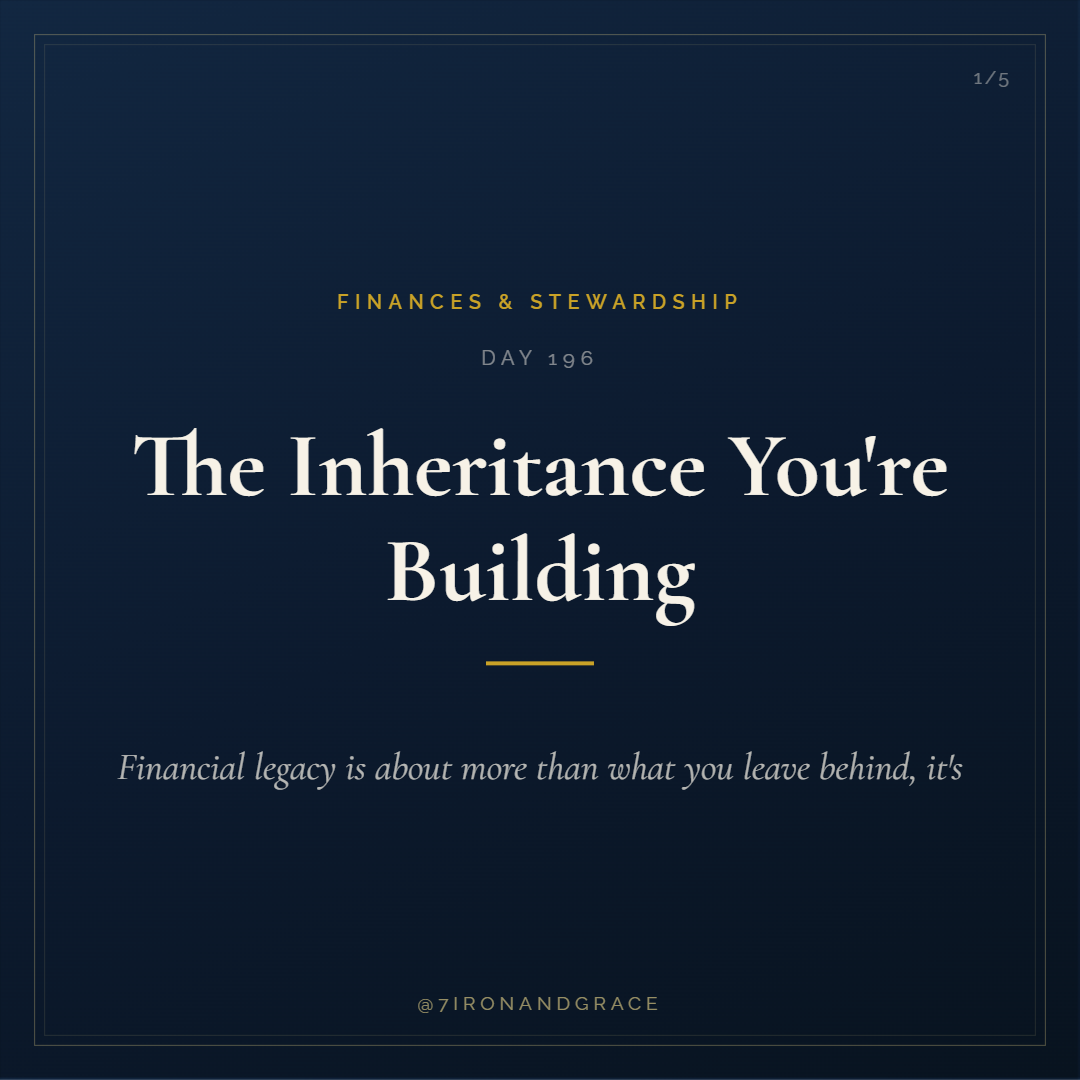 1/5
FINANCES & STEWARDSHIP
DAY 196
The Inheritance You're
Building
Financial legacy is about more than what you leave behind, it's
@7IRONANDGRACE